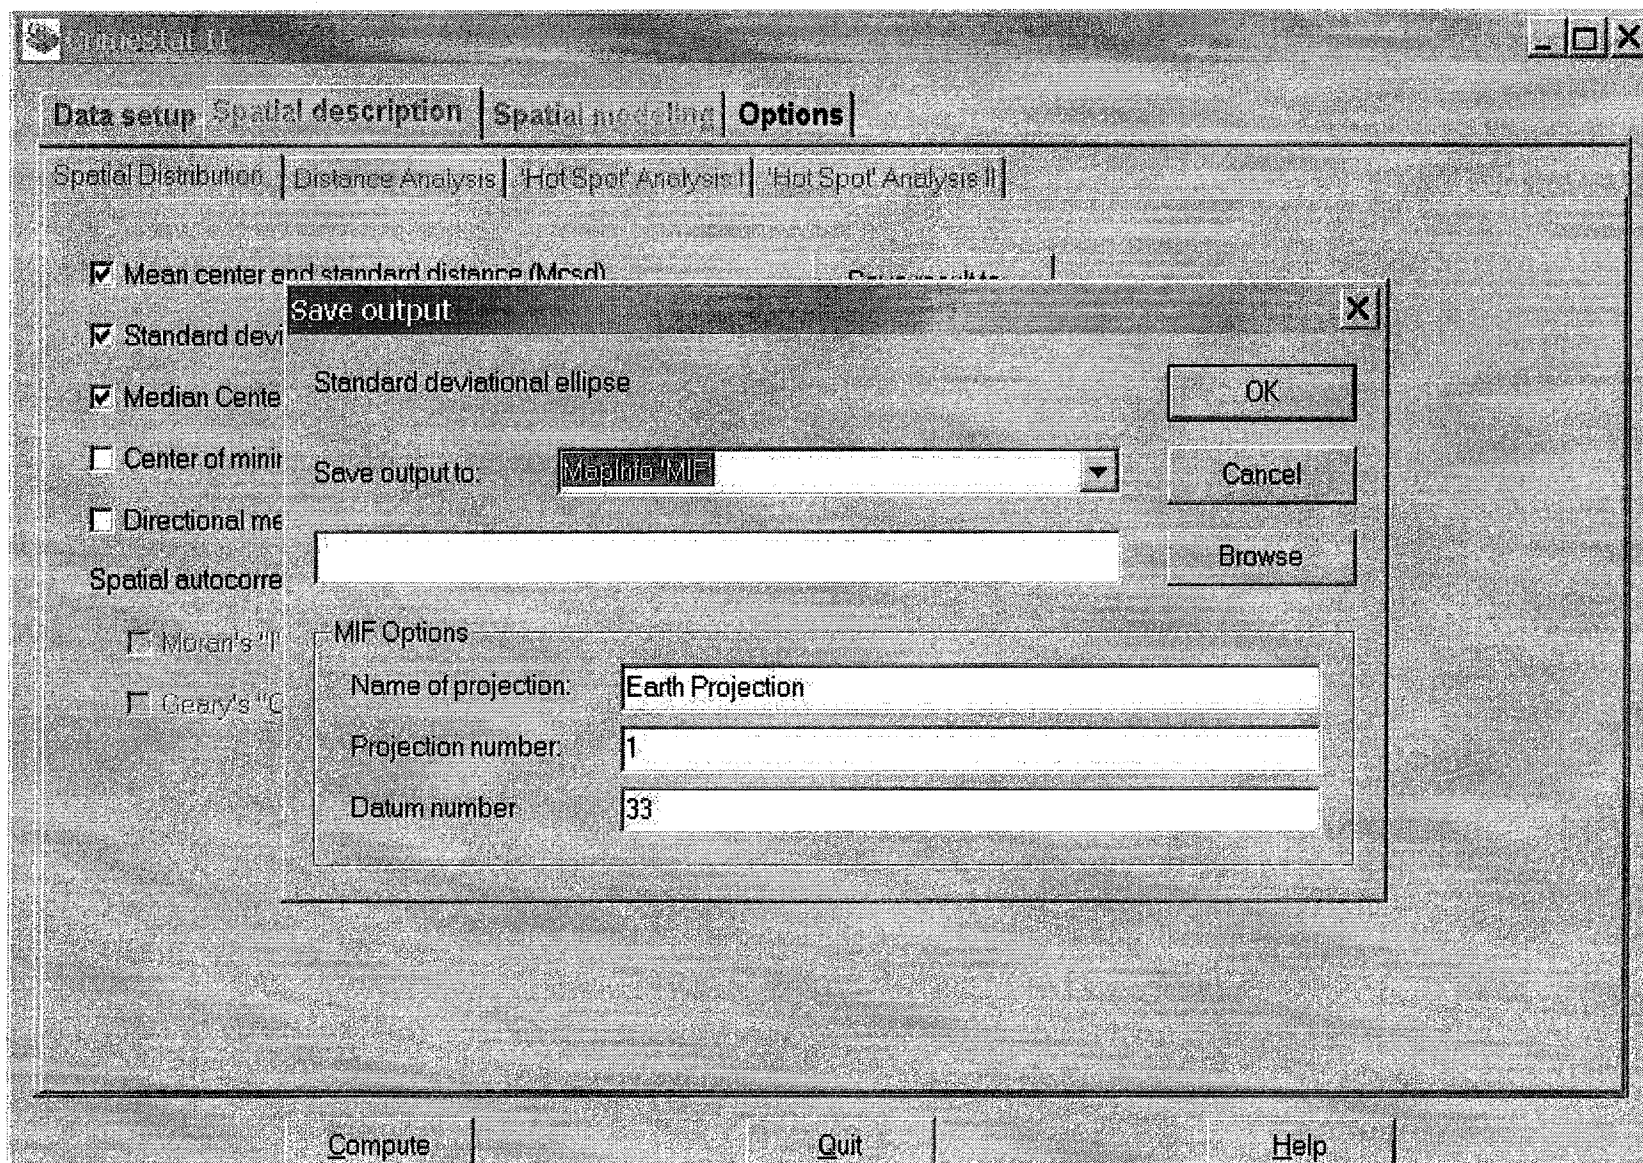 CrimeStat II
Data setup Spatial description Spatial modeling Options
Spatial Distribution Distance Analysis 'Hot Spot' Analysis I 'Hot Spot' Analysis II
Mean center and standard distance (Mcsd)
Save output
Standard devi
Standard deviational ellipse
OK
Median Cente
Center of minir
Save output to: MapInfo 'MIF'
Cancel
Directional me
Browse
Spatial autocorre
Moran's "I"
MIF Options
Name of projection: Earth Projection
Geary's "C
Projection number: 1
Datum number 33
Compute Quit Help